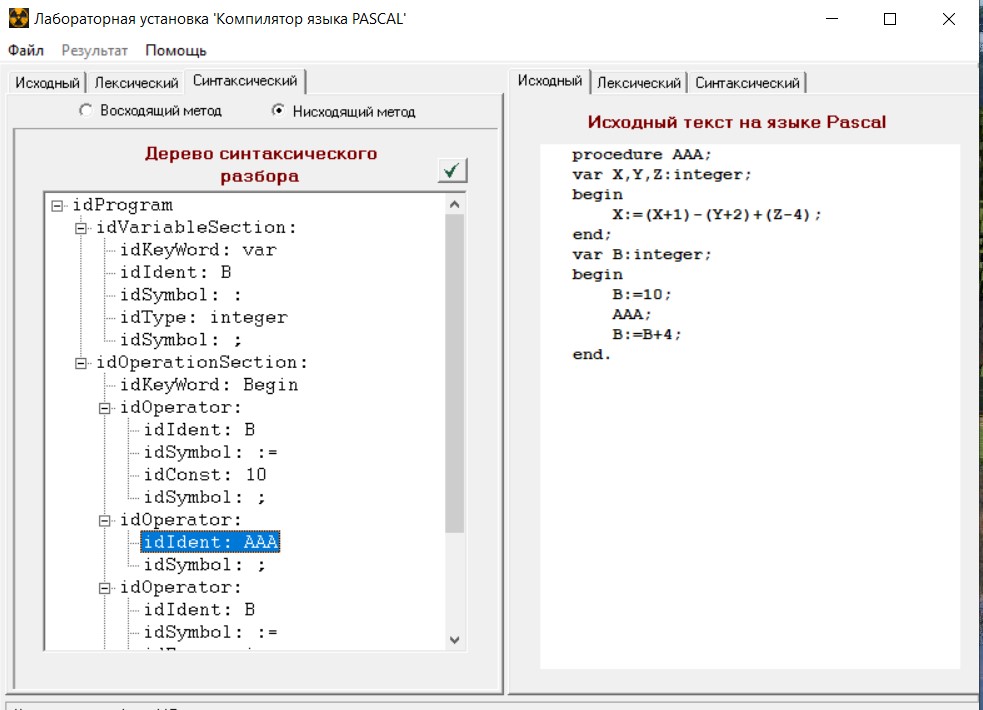 Лабораторная установка 'Компилятор языка PASCAL'
Файл Результат Помощь
Исходный Лексический Синтаксический
Восходящий метод Нисходящий метод
Дерево синтаксического
разбора
idProgram
idVariableSection:
idKeyWord: var
idIdent: B
idSymbol: :
idType: integer
idSymbol: ;
idOperationSection:
idKeyWord: Begin
idOperator:
idIdent: B
idSymbol: :=
idConst: 10
idSymbol: ;
idOperator:
idIdent: AAA
idSymbol: ;
idOperator:
idIdent: B
idSymbol: :=
Исходный Лексический Синтаксический
Исходный текст на языке Pascal
procedure AAA;
var X,Y,Z:integer;
begin
X:=(X+1)-(Y+2)+(Z-4);
end;
var B:integer;
begin
B:=10;
AAA;
B:=B+4;
end.